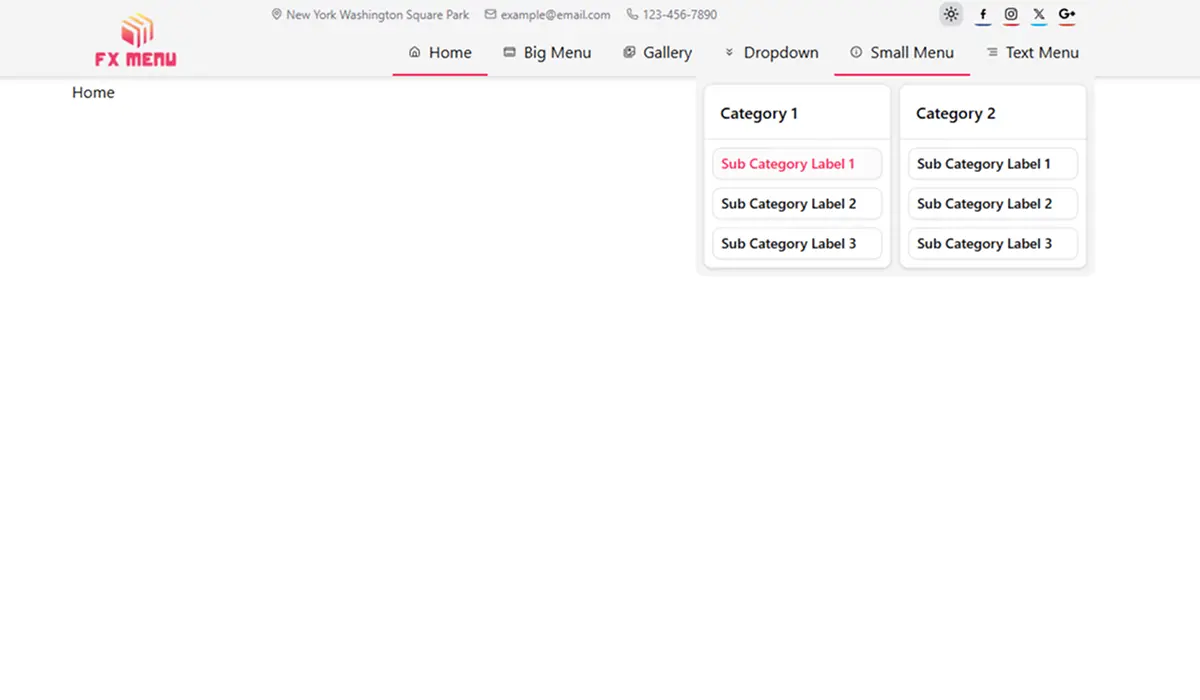 New York Washington Square Park example@email.com 123-456-7890
FX MENU
Home Big Menu Gallery Dropdown Small Menu Text Menu
Home
Category 1
Sub Category Label 1
Sub Category Label 2
Sub Category Label 3
Category 2
Sub Category Label 1
Sub Category Label 2
Sub Category Label 3